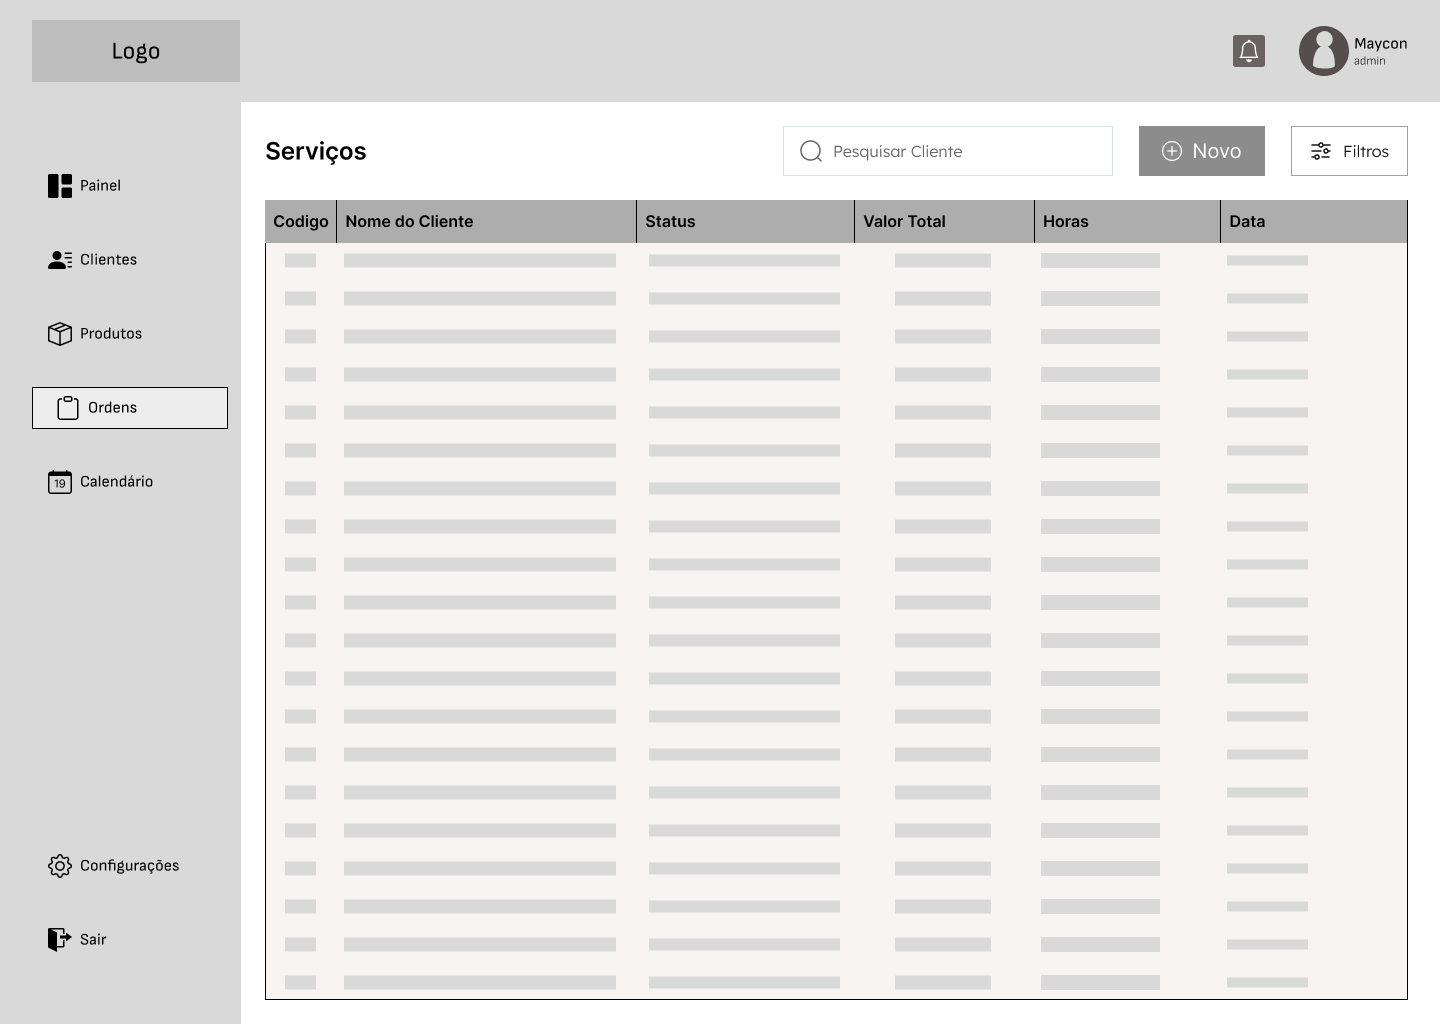 Logo
Maycon
admin
Serviços
Pesquisar Cliente
Novo
Filtros
Painel
Clientes
Produtos
Ordens
19
Calendário
Configurações
Sair
Codigo
Nome do Cliente
Status
Valor Total
Horas
Data